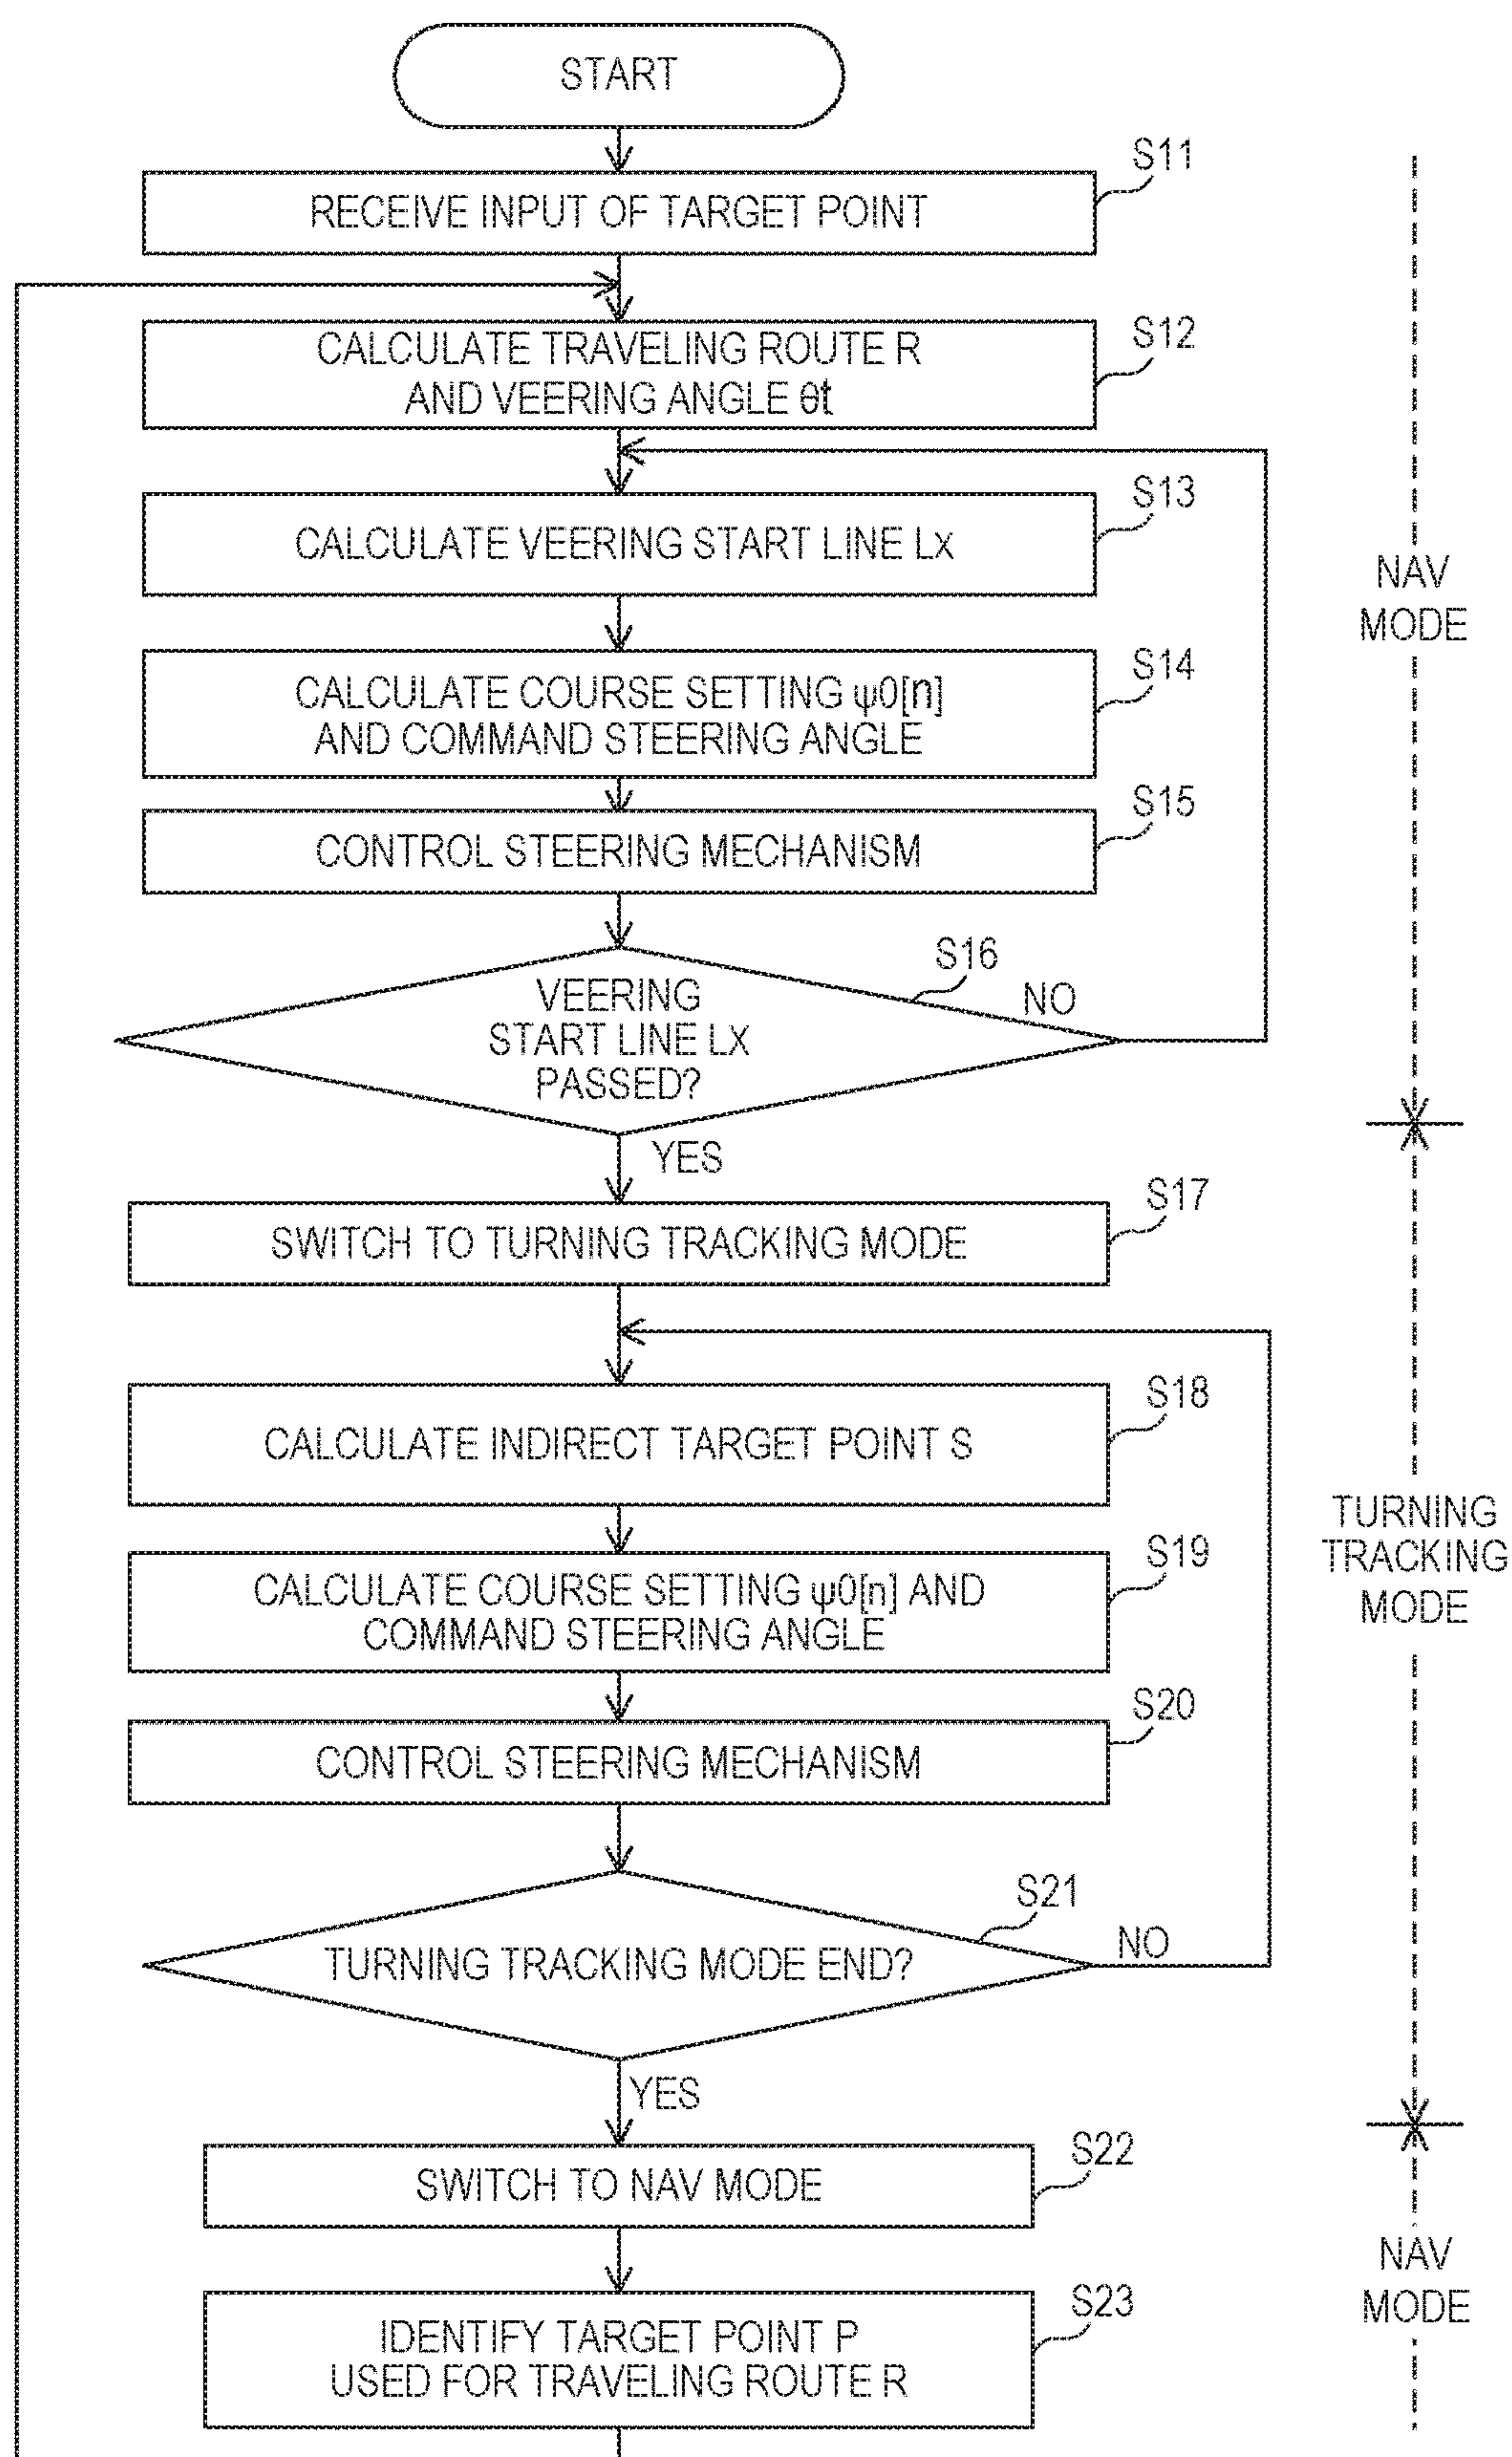 START
S11
RECEIVE INPUT OF TARGET POINT
S12
CALCULATE TRAVELING ROUTE R
AND VEERING ANGLE θt
S13
CALCULATE VEERING START LINE LX
NAV
MODE
S14
CALCULATE COURSE SETTING ψ0[n]
AND COMMAND STEERING ANGLE
S15
CONTROL STEERING MECHANISM
S16
VEERING
START LINE LX
PASSED?
NO
YES
S17
SWITCH TO TURNING TRACKING MODE
S18
CALCULATE INDIRECT TARGET POINT S
TURNING
TRACKING
MODE
S19
CALCULATE COURSE SETTING ψ0[n] AND
COMMAND STEERING ANGLE
S20
CONTROL STEERING MECHANISM
S21
TURNING TRACKING MODE END?
NO
YES
S22
SWITCH TO NAV MODE
NAV
MODE
S23
IDENTIFY TARGET POINT P
USED FOR TRAVELING ROUTE R